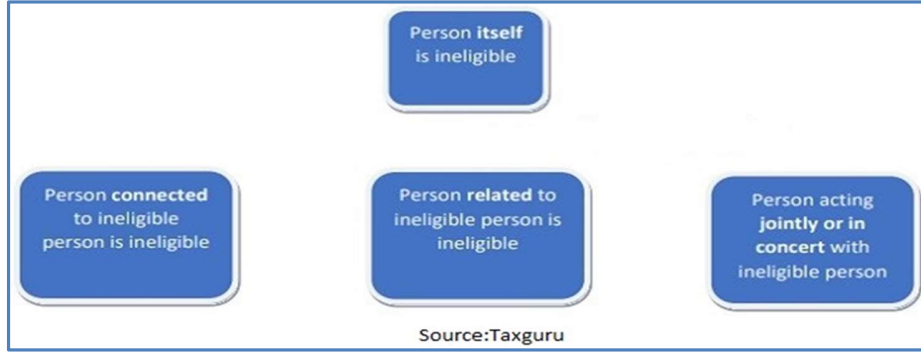 Person itself
is ineligible
Person connected
to ineligible
person is ineligible
Person related to
ineligible person is
ineligible
Person acting
jointly or in
concert with
ineligible person
Source:Taxguru